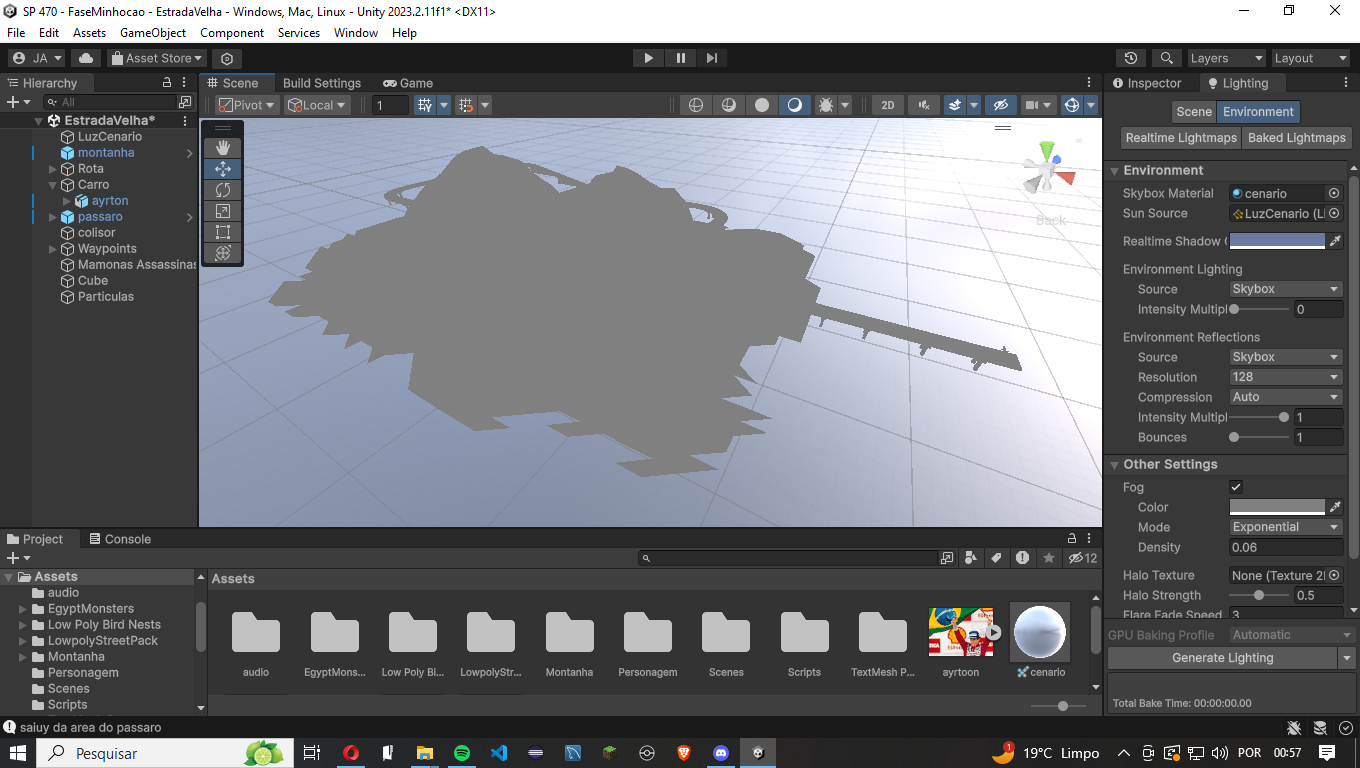 SP 470 - FaseMinhocao - EstradaVelha - Windows, Mac, Linux - Unity 2023.2.11f1* <DX11>
File Edit Assets GameObject Component Services Window Help
JA Asset Store Layers Layout
Hierarchy
All
EstradaVelha*
LuzCenario
montanha
Rota
Carro
ayrton
passaro
colisor
Waypoints
Mamonas Assassinas
Cube
Particulas
Scene Build Settings Game
Pivot Local 1 2D
Back
Inspector Lighting
Scene Environment
Realtime Lightmaps Baked Lightmaps
Environment
Skybox Material cenario
Sun Source LuzCenario (Li
Realtime Shadow C
Environment Lighting
Source Skybox
Intensity Multipl 0
Environment Reflections
Source Skybox
Resolution 128
Compression Auto
Intensity Multipl 1
Bounces 1
Other Settings
Fog
Color
Mode Exponential
Density 0.06
Halo Texture None (Texture 2
Halo Strength 0.5
Flare Fade Speed 3
GPU Baking Profile Automatic
Generate Lighting
Total Bake Time: 00:00:00.00
Project Console
12
Assets
audio
EgyptMonsters
Low Poly Bird Nests
LowpolyStreetPack
Montanha
Personagem
Scenes
Scripts
Assets
audio EgyptMons... Low Poly Bi... LowpolyStr... Montanha Personagem Scenes Scripts TextMesh P... ayrtoon cenario
saiuy da area do passaro
Pesquisar
1 19°C Limpo POR 00:57